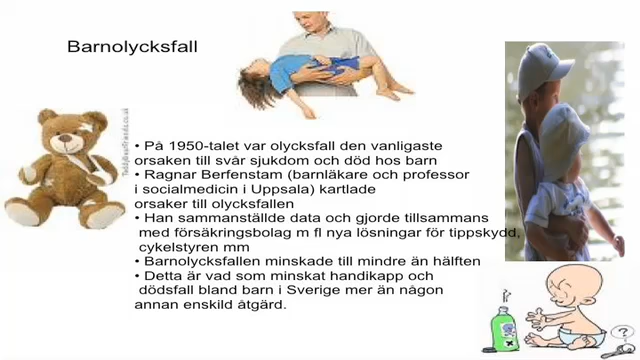 Barnolycksfall
TeddyBearFriends.co.uk
• På 1950-talet var olycksfall den vanligaste
orsaken till svår sjukdom och död hos barn
• Ragnar Berfenstam (barnläkare och professor
i socialmedicin i Uppsala) kartlade
orsaker till olycksfallen
• Han sammanställde data och gjorde tillsammans
med försäkringsbolag m fl nya lösningar för tippskydd,
cykelstyren mm
• Barnolycksfallen minskade till mindre än hälften
• Detta är vad som minskat handikapp och
dödsfall bland barn i Sverige mer än någon
annan enskild åtgärd.
?